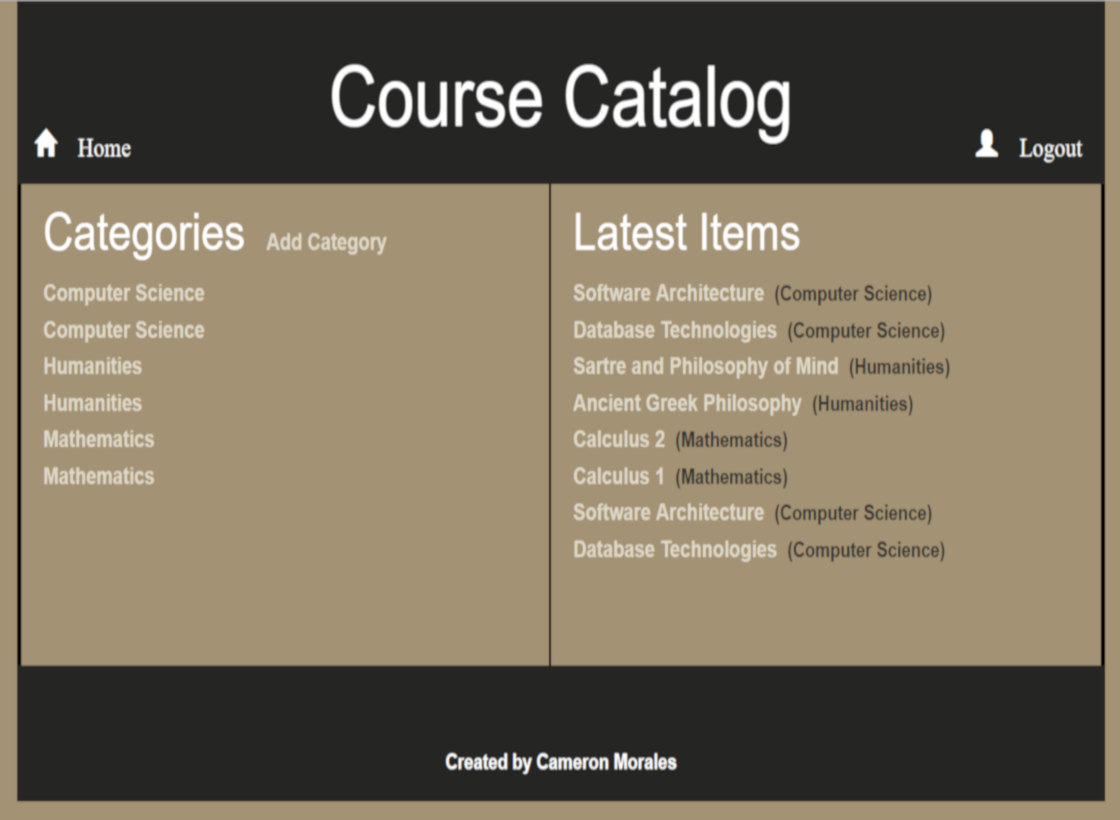 Course Catalog
Home
Logout
Categories Add Category
Computer Science
Computer Science
Humanities
Humanities
Mathematics
Mathematics
Latest Items
Software Architecture (Computer Science)
Database Technologies (Computer Science)
Sartre and Philosophy of Mind (Humanities)
Ancient Greek Philosophy (Humanities)
Calculus 2 (Mathematics)
Calculus 1 (Mathematics)
Software Architecture (Computer Science)
Database Technologies (Computer Science)
Created by Cameron Morales